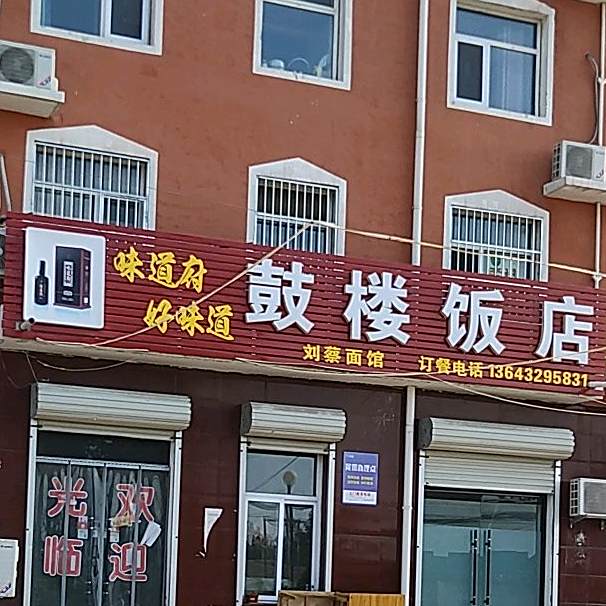 味道府
好味道
鼓楼饭店
刘蔡面馆
订餐电话 13643295831
欢迎
光临